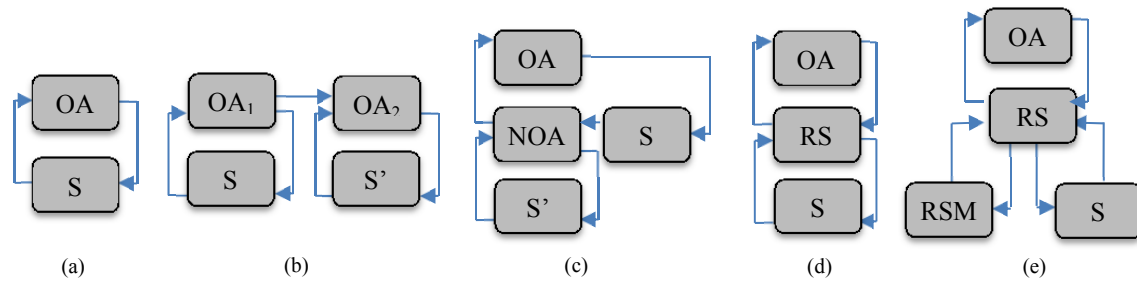 OA
S
(a)
OA₁
OA₂
S
S’
(b)
OA
NOA
S
S’
(c)
OA
RS
S
(d)
OA
RS
RSM
S
(e)